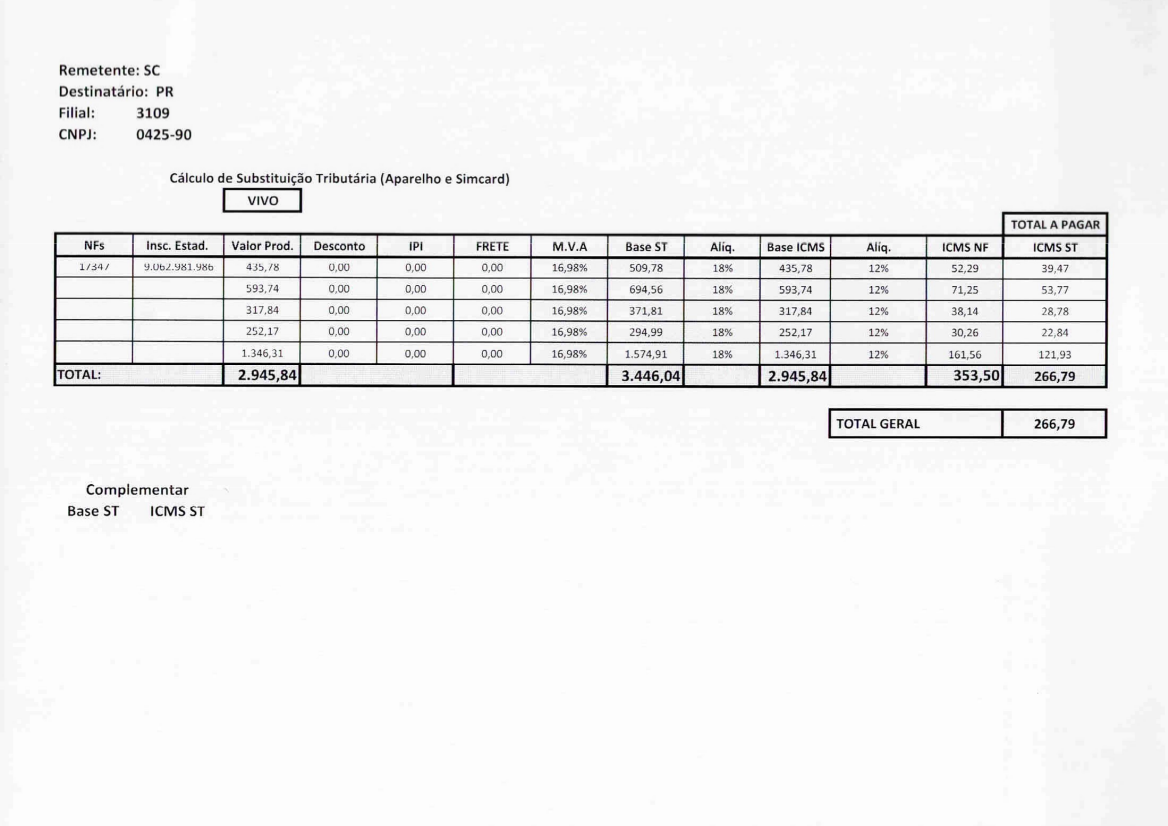 Remetente: SC
Destinatário: PR
Filial: 3109
CNPJ: 0425-90
Cálculo de Substituição Tributária (Aparelho e Simcard)
VIVO
TOTAL A PAGAR
NFs Insc. Estad. Valor Prod. Desconto IPI FRETE M.V.A Base ST Alíq. Base ICMS Alíq. ICMS NF ICMS ST
17347 9.062.981.986 435,78 0,00 0,00 0,00 16,98% 509,78 18% 435,78 12% 52,29 39,47
593,74 0,00 0,00 0,00 16,98% 694,56 18% 593,74 12% 71,25 53,77
317,84 0,00 0,00 0,00 16,98% 371,81 18% 317,84 12% 38,14 28,78
252,17 0,00 0,00 0,00 16,98% 294,99 18% 252,17 12% 30,26 22,84
1.346,31 0,00 0,00 0,00 16,98% 1.574,91 18% 1.346,31 12% 161,56 121,93
TOTAL: 2.945,84 3.446,04 2.945,84 353,50 266,79
TOTAL GERAL 266,79
Complementar
Base ST ICMS ST